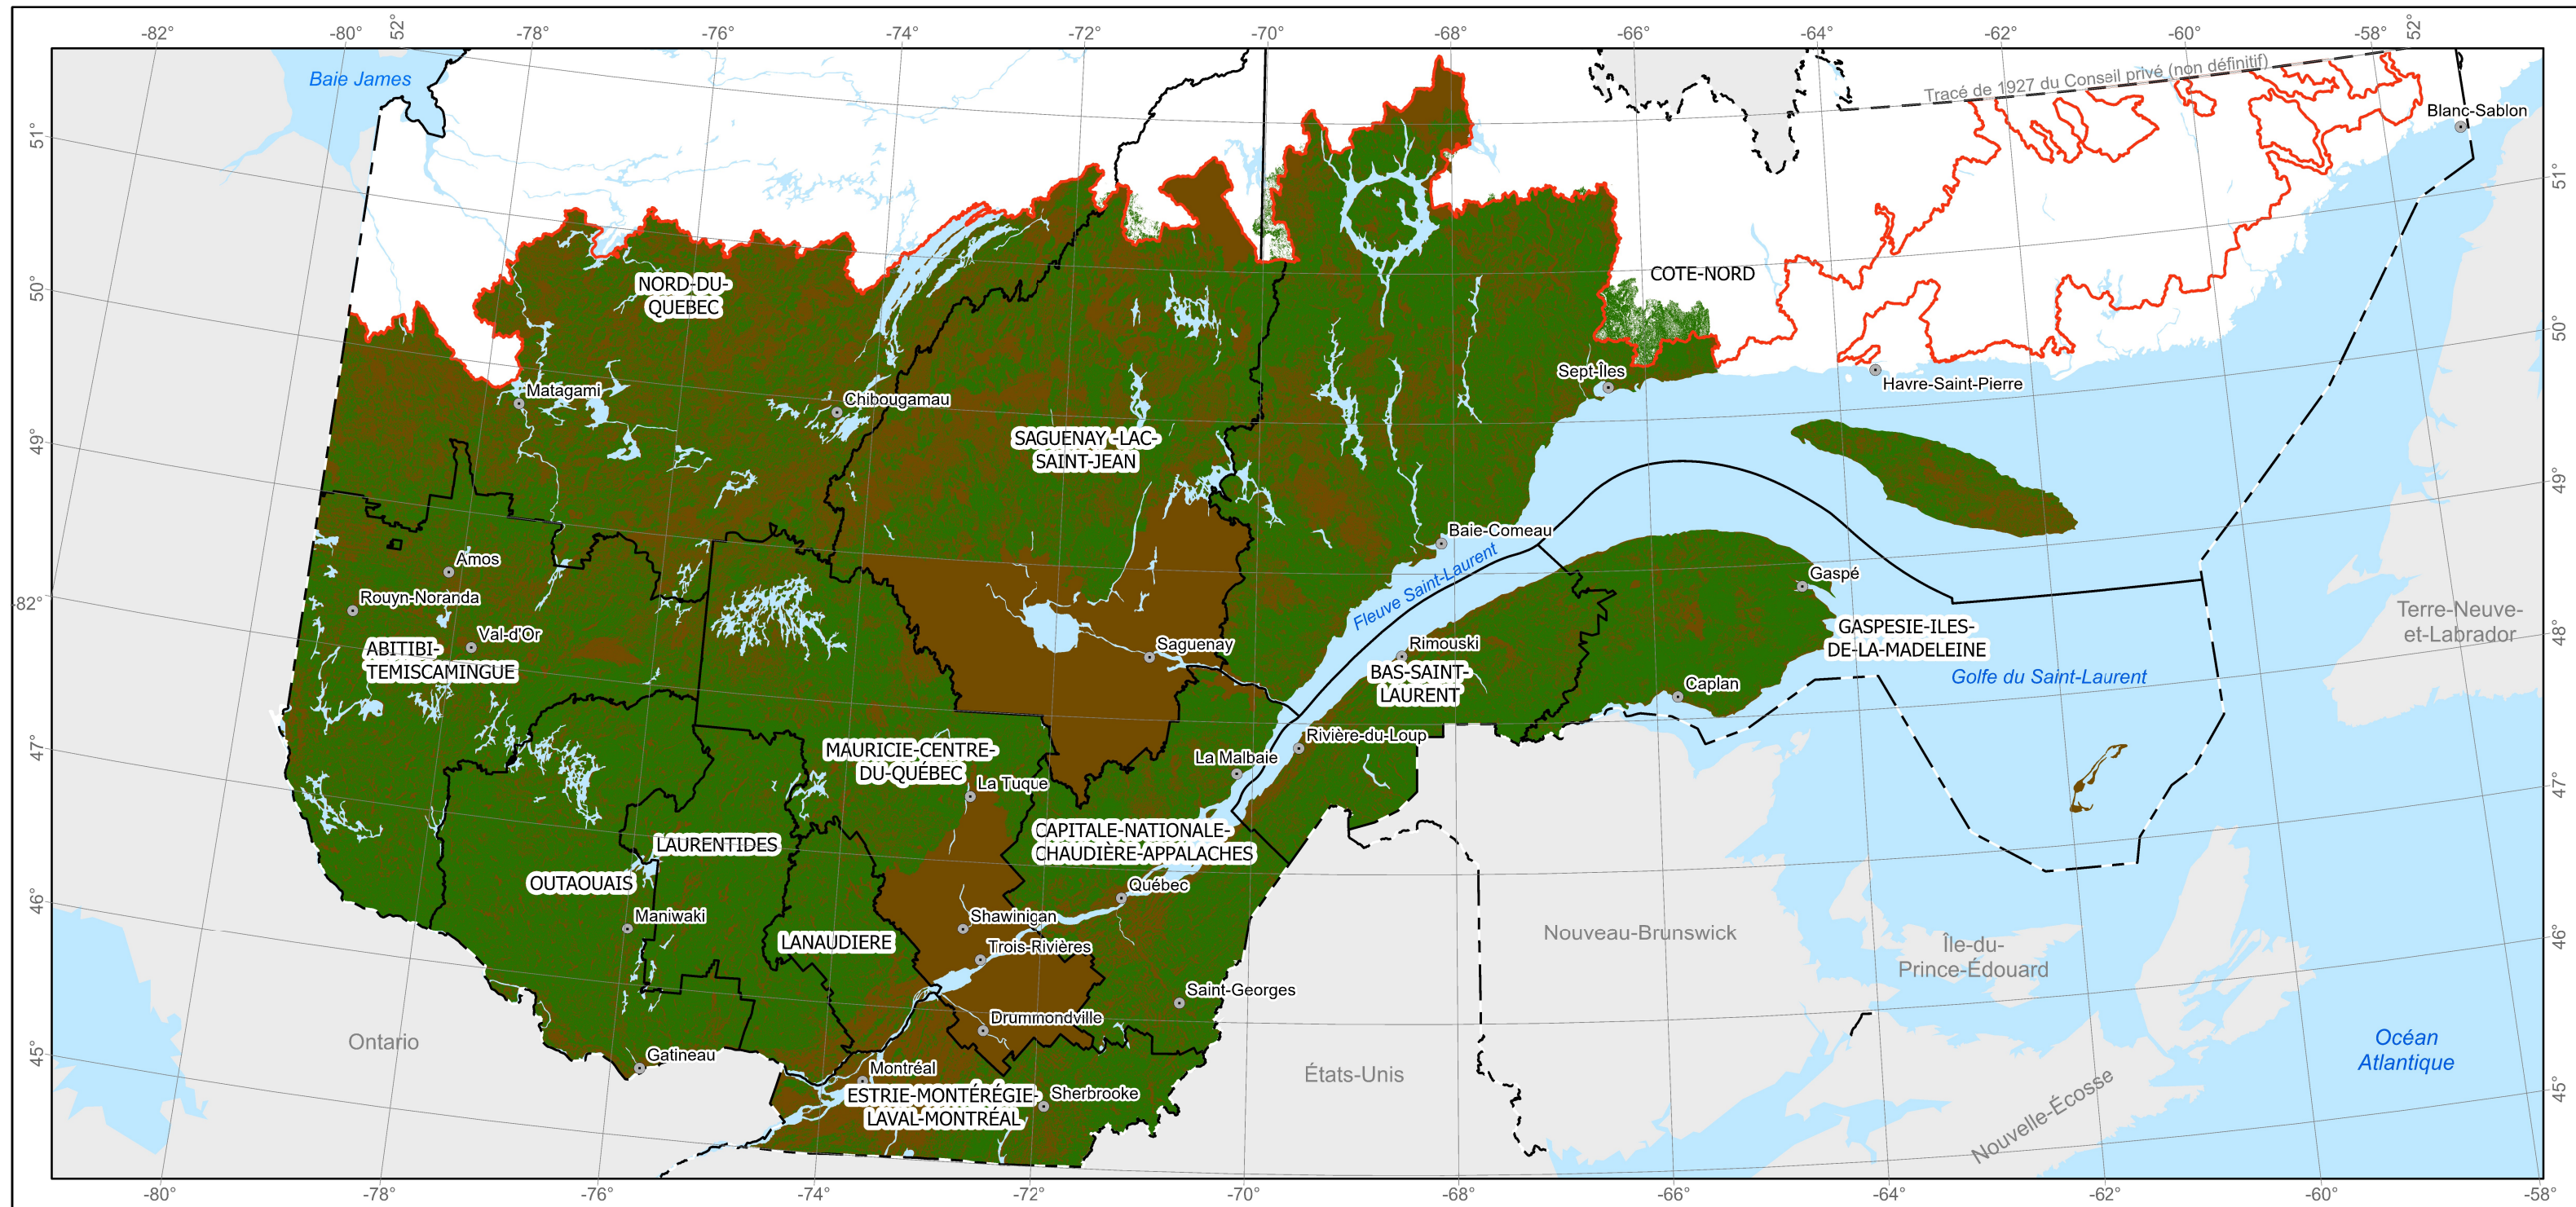 -82°
-80°
52°
-78°
-76°
-74°
-72°
-70°
-68°
-66°
-64°
-62°
-60°
-58°
52°
Baie James
Tracé de 1927 du Conseil privé (non définitif)
Blanc-Sablon
51°
51°
NORD-DU-
QUEBEC
COTE-NORD
50°
50°
Sept-Îles
Havre-Saint-Pierre
Matagami
Chibougamau
SAGUENAY -LAC-
SAINT-JEAN
49°
49°
Baie-Comeau
Amos
Fleuve Saint-Laurent
Gaspé
-82°
Rouyn-Noranda
Val-d'Or
ABITIBI-
TEMISCAMINGUE
Saguenay
Rimouski
BAS-SAINT-
LAURENT
GASPESIE-ILES-
DE-LA-MADELEINE
Terre-Neuve-
et-Labrador
48°
Golfe du Saint-Laurent
Caplan
47°
MAURICIE-CENTRE-
DU-QUÉBEC
La Malbaie
Rivière-du-Loup
La Tuque
47°
LAURENTIDES
CAPITALE-NATIONALE-
CHAUDIÈRE-APPALACHES
OUTAOUAIS
Québec
46°
Maniwaki
Shawinigan
LANAUDIERE
Trois-Rivières
Nouveau-Brunswick
Île-du-
Prince-Édouard
46°
Saint-Georges
Drummondville
Ontario
Gatineau
45°
Montréal
États-Unis
Océan
Atlantique
ESTRIE-MONTÉRÉGIE-
LAVAL-MONTRÉAL
Sherbrooke
Nouvelle-Écosse
45°
-80°
-78°
-76°
-74°
-72°
-70°
-68°
-66°
-64°
-62°
-60°
-58°